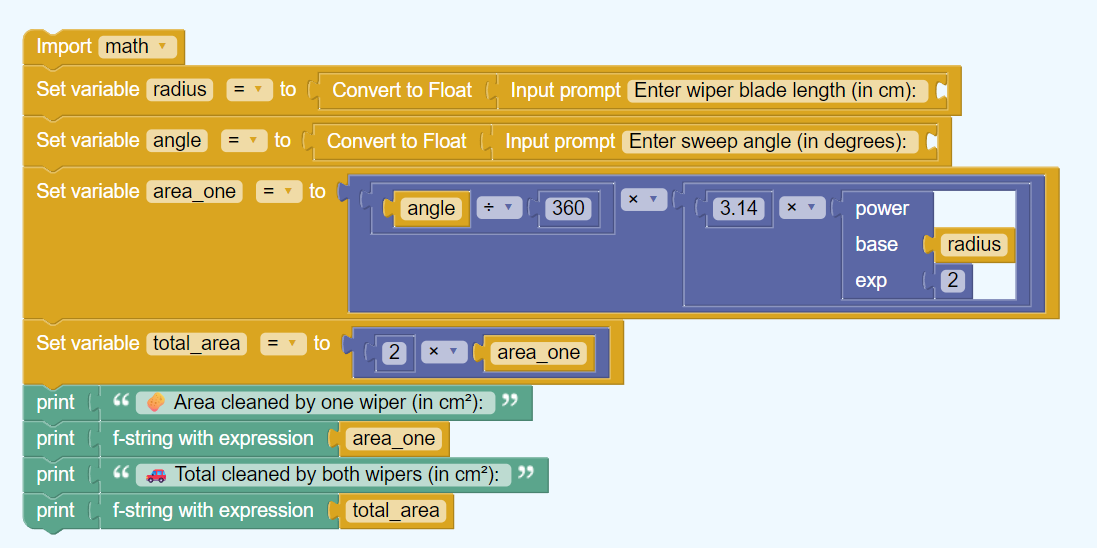 Import math
Set variable radius = to Convert to Float Input prompt Enter wiper blade length (in cm):
Set variable angle = to Convert to Float Input prompt Enter sweep angle (in degrees):
Set variable area_one = to angle ÷ 360 × 3.14 × power
base radius
exp 2
Set variable total_area = to 2 × area_one
print “ Area cleaned by one wiper (in cm²): ”
print f-string with expression area_one
print “ 🚗 Total cleaned by both wipers (in cm²): ”
print f-string with expression total_area